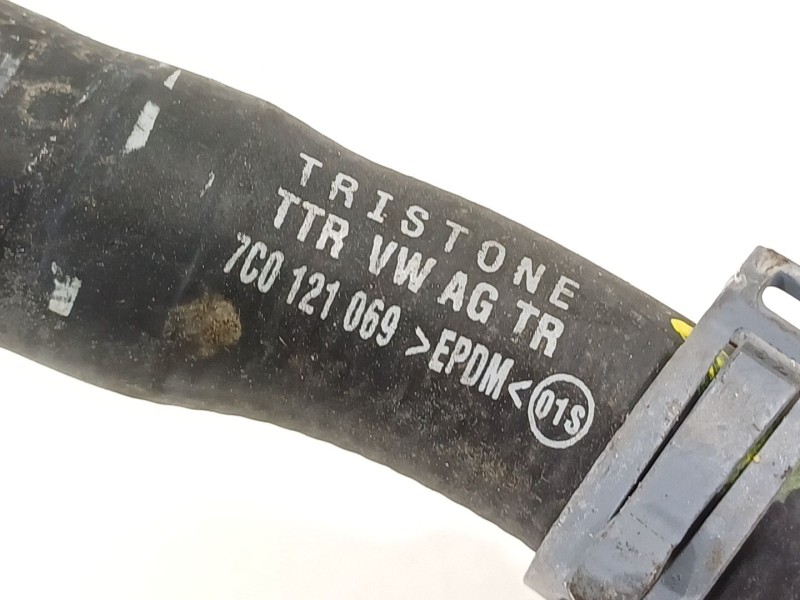 TRISTONE
TTR VW AG TR
7C0 121 069 >EPDM< 01S